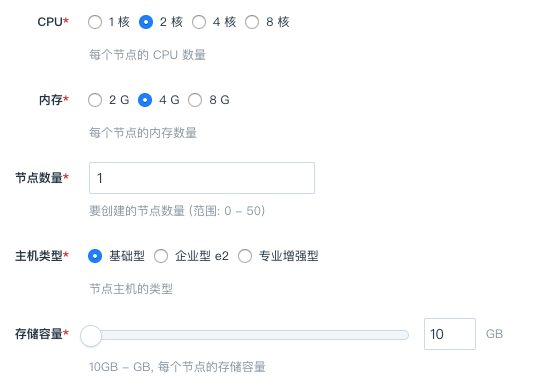 CPU* 1 核 2 核 4 核 8 核
每个节点的 CPU 数量
内存* 2 G 4 G 8 G
每个节点的内存数量
节点数量* 1
要创建的节点数量 (范围: 0 – 50)
主机类型* 基础型 企业型 e2 专业增强型
节点主机的类型
存储容量* 10 GB
10GB – GB, 每个节点的存储容量